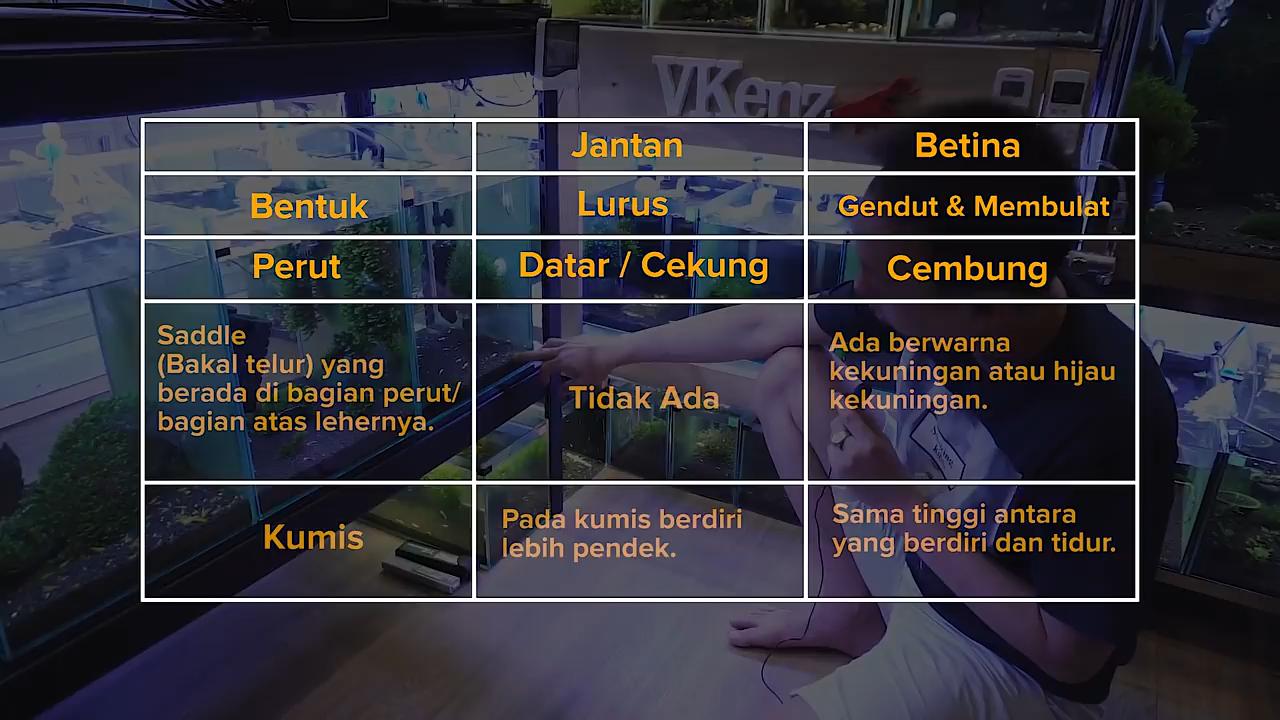 VKenz
Jantan
Betina
Bentuk
Lurus
Gendut & Membulat
Perut
Datar / Cekung
Cembung
Saddle
(Bakal telur) yang
berada di bagian perut/
bagian atas lehernya.
Tidak Ada
Ada berwarna
kekuningan atau hijau
kekuningan.
Kumis
Pada kumis berdiri
lebih pendek.
Sama tinggi antara
yang berdiri dan tidur.